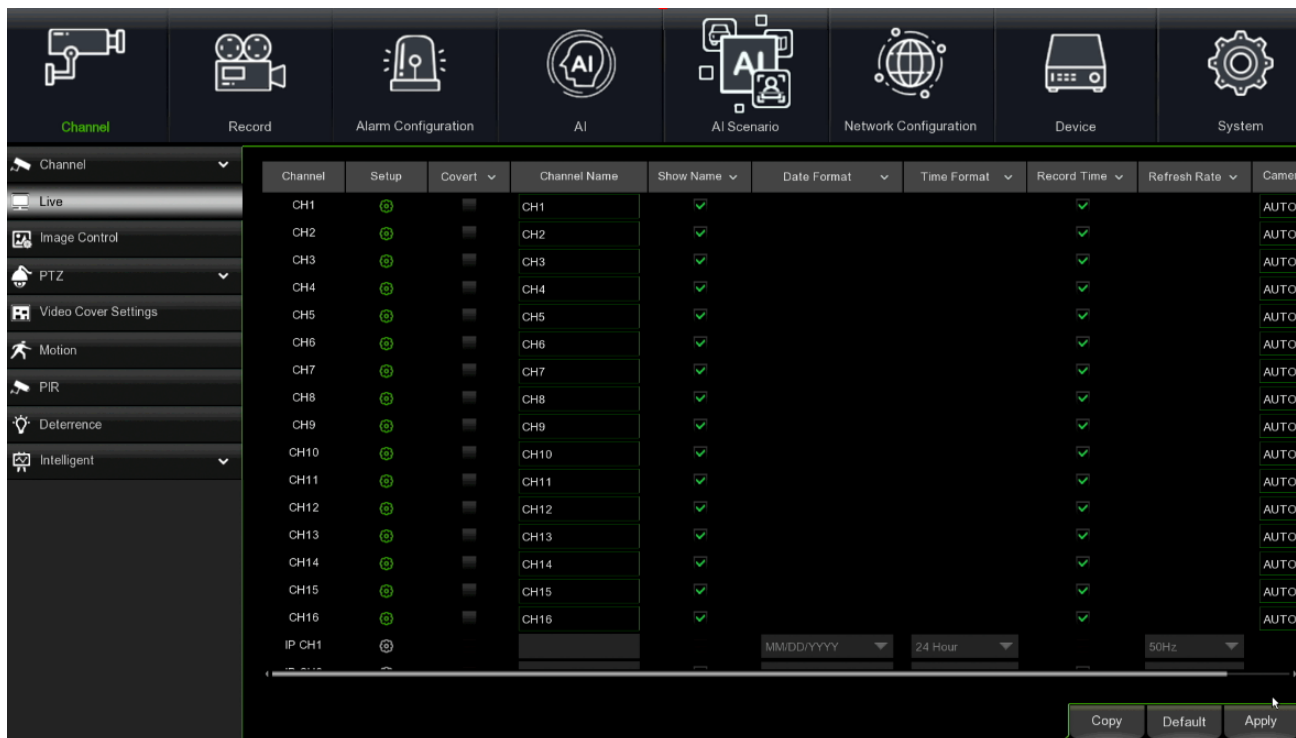 AI
AI
Channel Record Alarm Configuration AI AI Scenario Network Configuration Device System
Channel
Live
Image Control
PTZ
Video Cover Settings
Motion
PIR
Deterrence
Intelligent
Channel Setup Covert Channel Name Show Name Date Format Time Format Record Time Refresh Rate Camer
CH1 CH1 AUTO
CH2 CH2 AUTO
CH3 CH3 AUTO
CH4 CH4 AUTO
CH5 CH5 AUTO
CH6 CH6 AUTO
CH7 CH7 AUTO
CH8 CH8 AUTO
CH9 CH9 AUTO
CH10 CH10 AUTO
CH11 CH11 AUTO
CH12 CH12 AUTO
CH13 CH13 AUTO
CH14 CH14 AUTO
CH15 CH15 AUTO
CH16 CH16 AUTO
IP CH1 MM/DD/YYYY 24 Hour 50Hz
Copy Default Apply